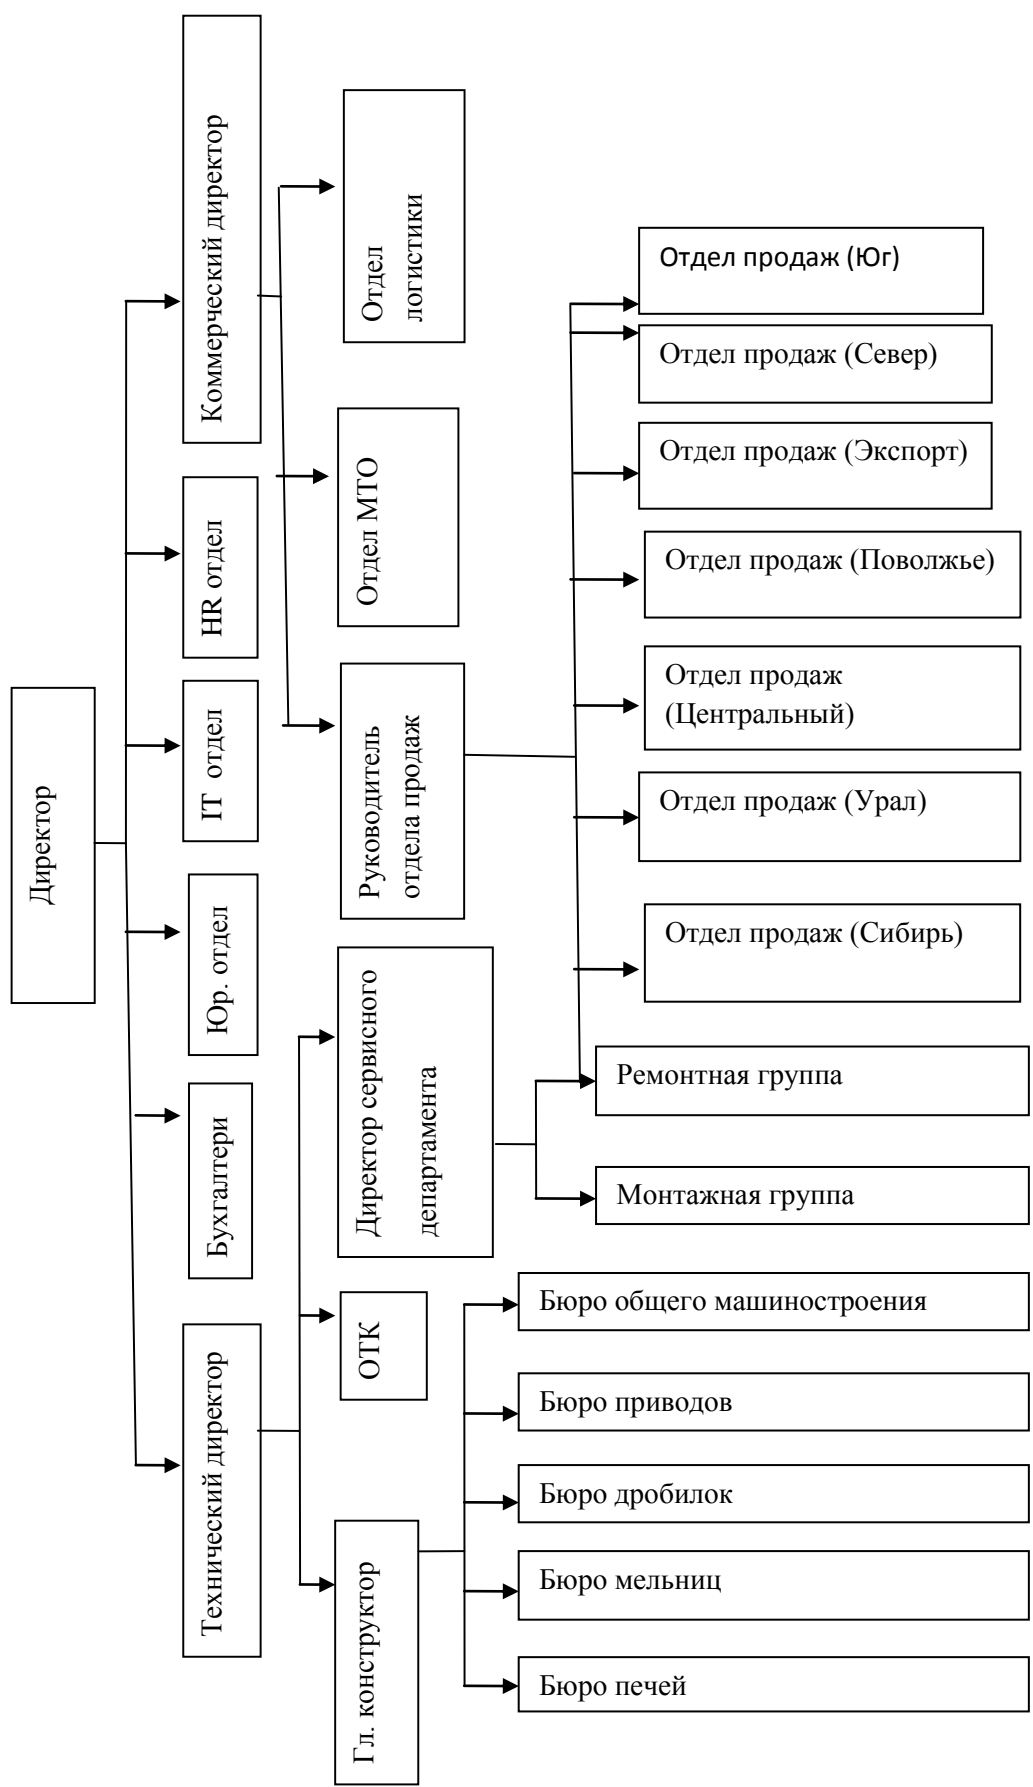 Директор
Технический директор
Бухгалтери
Юр. отдел
IT отдел
HR отдел
Коммерческий директор
Гл. конструктор
ОТК
Директор сервисного
департамента
Руководитель
отдела продаж
Отдел МТО
Отдел
логистики
Отдел продаж (Юг)
Отдел продаж (Север)
Отдел продаж (Экспорт)
Отдел продаж (Поволжье)
Отдел продаж
(Центральный)
Отдел продаж (Урал)
Отдел продаж (Сибирь)
Ремонтная группа
Монтажная группа
Бюро общего машиностроения
Бюро приводов
Бюро дробилок
Бюро мельниц
Бюро печей